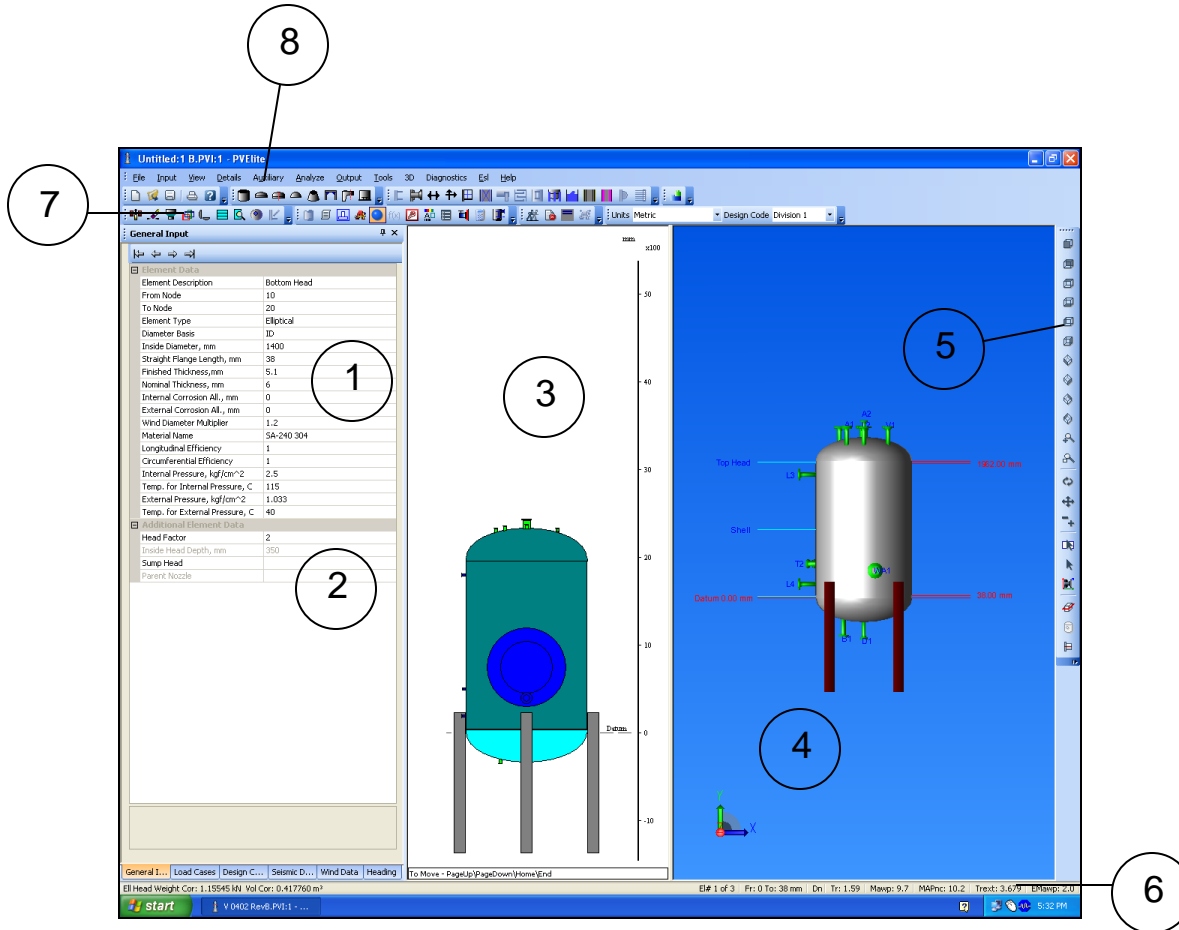 8
7
Untitled:1 B.PVI:1 - PVElite
File Input View Details Auxiliary Analyze Output Tools 3D Diagnostics Esl Help
Units Metric Design Code Division 1
General Input
Element Data
Element Description Bottom Head
From Node 10
To Node 20
Element Type Elliptical
Diameter Basis ID
Inside Diameter, mm 1400
Straight Flange Length, mm 38
Finished Thickness,mm 5.1
Nominal Thickness, mm 6
Internal Corrosion All., mm 0
External Corrosion All., mm 0
Wind Diameter Multiplier 1.2
Material Name SA-240 304
Longitudinal Efficiency 1
Circumferential Efficiency 1
Internal Pressure, kgf/cm^2 2.5
Temp. for Internal Pressure, C 115
External Pressure, kgf/cm^2 1.033
Temp. for External Pressure, C 40
Additional Element Data
Head Factor 2
Inside Head Depth, mm 350
Sump Head
Parent Nozzle
1
2
mm
x100
50
40
30
20
10
Datum
0
-10
3
To Move - PageUp\PageDown\Home\End
5
A2
Top Head
L3
Shell
T2
WA1
L4
Datum 0.00 mm
38.00 mm
D1
4
Y
X
General I... Load Cases Design C... Seismic D... Wind Data Heading
Ell Head Weight Cor: 1.15545 kN Vol Cor: 0.417760 m³
El# 1 of 3 Fr: 0 To: 38 mm Dn Tr: 1.59 Mawp: 9.7 MAPnc: 10.2 Trext: 3.679 EMawp: 2.0
6
start V 0402 RevB.PVI:1 - ... 5:32 PM